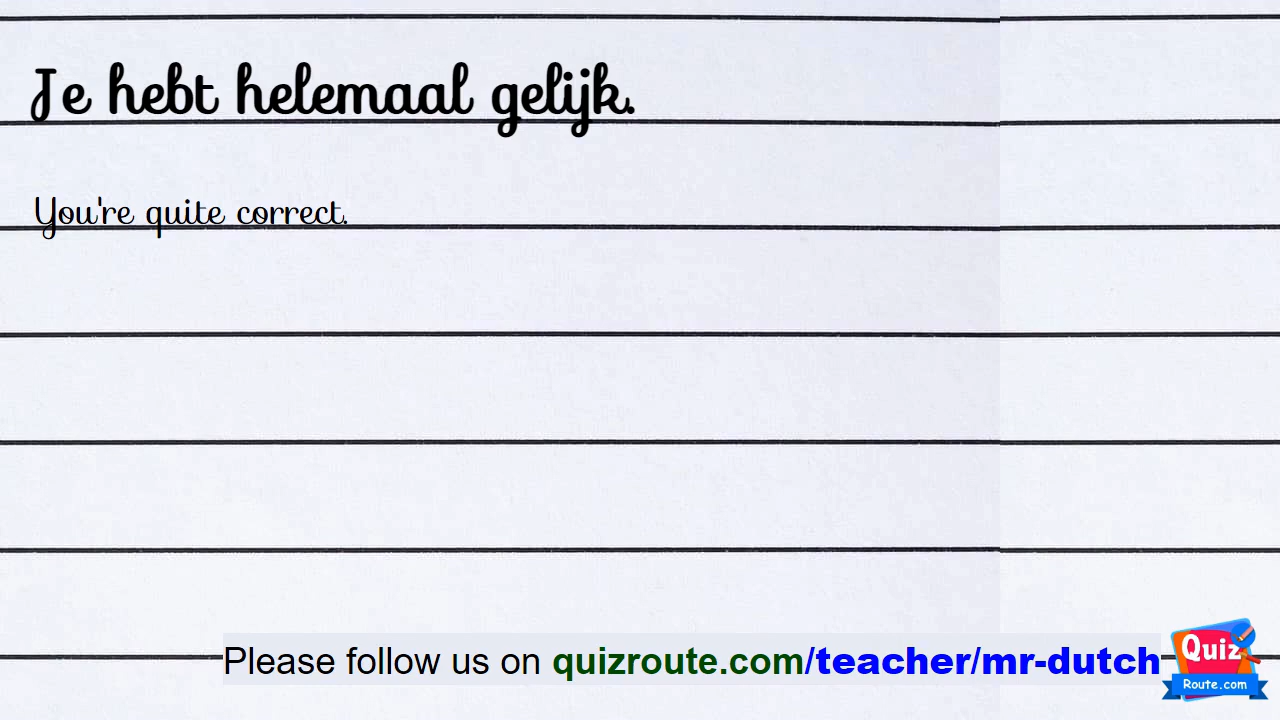 Je hebt helemaal gelijk.
You're quite correct.
Please follow us on quizroute.com/teacher/mr-dutch
Quiz
Route.com